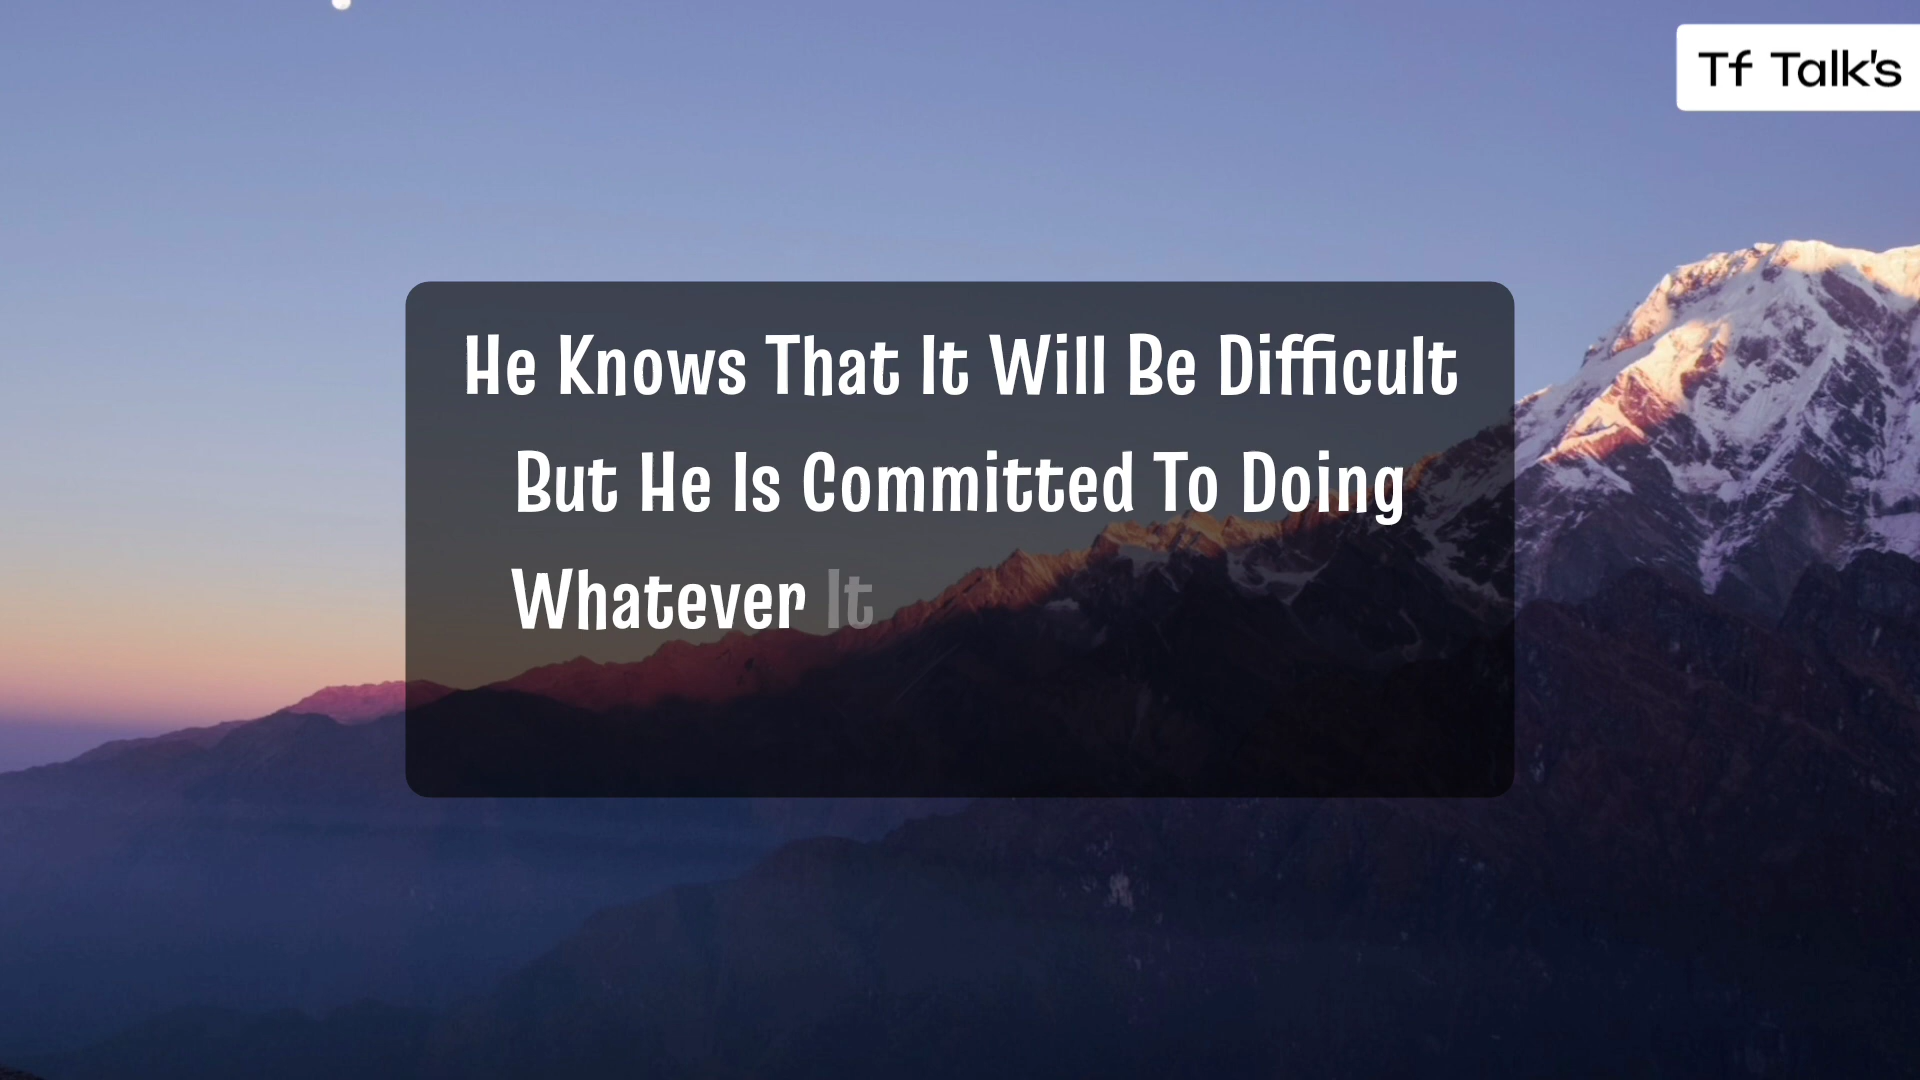 Tf Talk's
He Knows That It Will Be Difficult
But He Is Committed To Doing
Whatever It